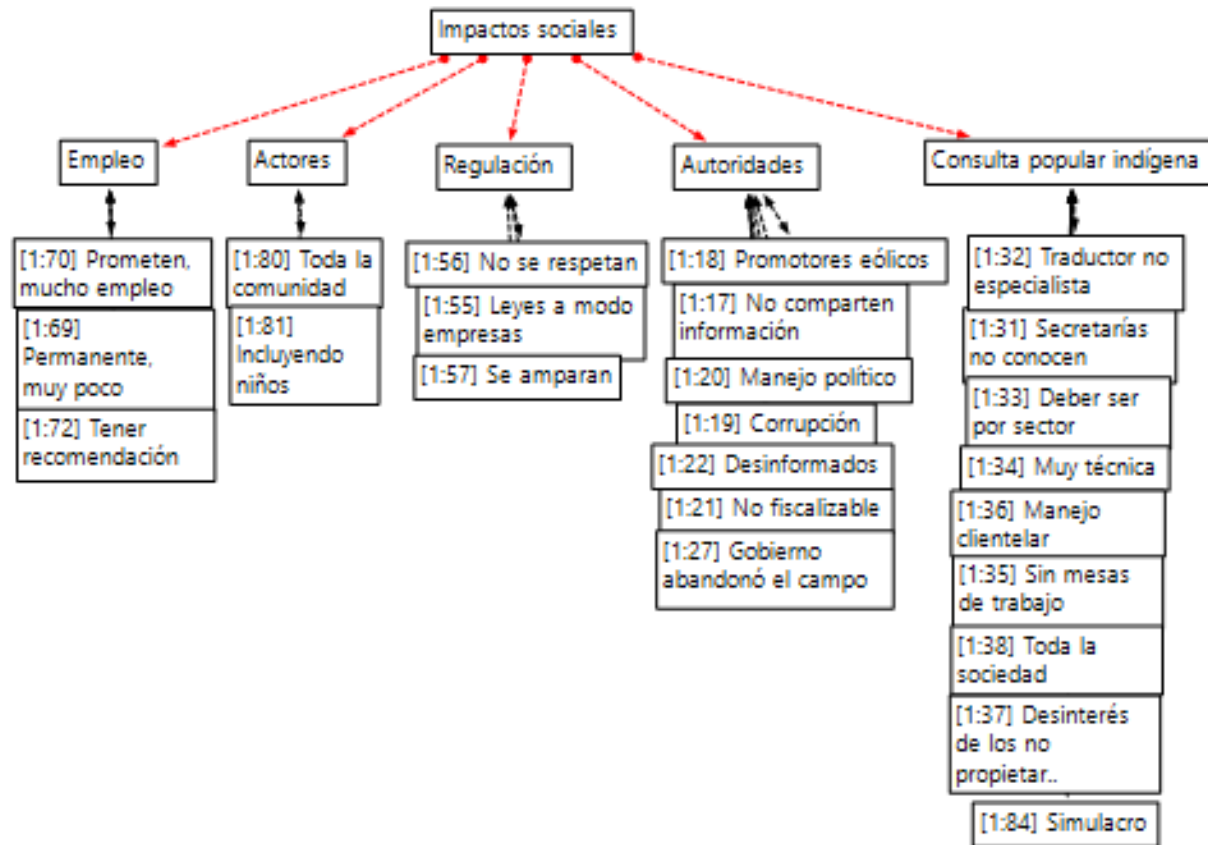 Impactos sociales
Empleo
Actores
Regulación
Autoridades
Consulta popular indígena
[1:70] Prometen,
mucho empleo
[1:69]
Permanente,
muy poco
[1:72] Tener
recomendación
[1:80] Toda la
comunidad
[1:81]
Incluyendo
niños
[1:56] No se respetan
[1:55] Leyes a modo
empresas
[1:57] Se amparan
[1:18] Promotores eólicos
[1:17] No comparten
información
[1:20] Manejo político
[1:19] Corrupción
[1:22] Desinformados
[1:21] No fiscalizable
[1:27] Gobierno
abandonó el campo
[1:32] Traductor no
especialista
[1:31] Secretarías
no conocen
[1:33] Deber ser
por sector
[1:34] Muy técnica
[1:36] Manejo
clientelar
[1:35] Sin mesas
de trabajo
[1:38] Toda la
sociedad
[1:37] Desinterés
de los no
propietar..
[1:84] Simulacro